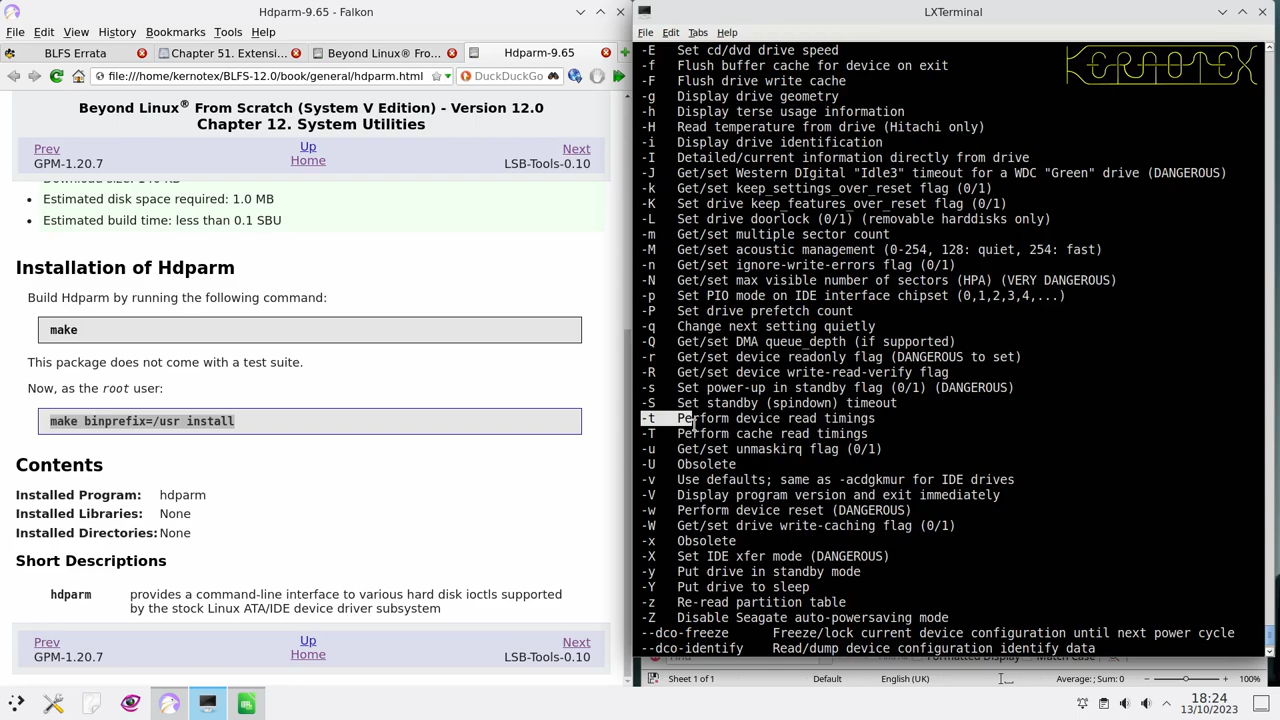 Hdparm-9.65 - Falkon
File Edit View History Bookmarks Tools Help
BLFS Errata
Chapter 51. Extensi...
Beyond Linux® Fro...
Hdparm-9.65
file:///home/kernotex/BLFS-12.0/book/general/hdparm.html
DuckDuckGo
Beyond Linux® From Scratch (System V Edition) - Version 12.0
Chapter 12. System Utilities
Prev Up Next
GPM-1.20.7 Home LSB-Tools-0.10
Estimated disk space required: 1.0 MB
Estimated build time: less than 0.1 SBU
Installation of Hdparm
Build Hdparm by running the following command:
make
This package does not come with a test suite.
Now, as the root user:
make binprefix=/usr install
Contents
Installed Program: hdparm
Installed Libraries: None
Installed Directories: None
Short Descriptions
hdparm provides a command-line interface to various hard disk ioctls supported
by the stock Linux ATA/IDE device driver subsystem
Prev Up Next
GPM-1.20.7 Home LSB-Tools-0.10
LXTerminal
File Edit Tabs Help
KERNOTEX
-E Set cd/dvd drive speed
-f Flush buffer cache for device on exit
-F Flush drive write cache
-g Display drive geometry
-h Display terse usage information
-H Read temperature from drive (Hitachi only)
-i Display drive identification
-I Detailed/current information directly from drive
-J Get/set Western DIgital "Idle3" timeout for a WDC "Green" drive (DANGEROUS)
-k Get/set keep_settings_over_reset flag (0/1)
-K Set drive keep_features_over_reset flag (0/1)
-L Set drive doorlock (0/1) (removable harddisks only)
-m Get/set multiple sector count
-M Get/set acoustic management (0-254, 128: quiet, 254: fast)
-n Get/set ignore-write-errors flag (0/1)
-N Get/set max visible number of sectors (HPA) (VERY DANGEROUS)
-p Set PIO mode on IDE interface chipset (0,1,2,3,4,...)
-P Set drive prefetch count
-q Change next setting quietly
-Q Get/set DMA queue_depth (if supported)
-r Get/set device readonly flag (DANGEROUS to set)
-R Get/set device write-read-verify flag
-s Set power-up in standby flag (0/1) (DANGEROUS)
-S Set standby (spindown) timeout
-t Perform device read timings
-T Perform cache read timings
-u Get/set unmaskirq flag (0/1)
-U Obsolete
-v Use defaults; same as -acdgkmur for IDE drives
-V Display program version and exit immediately
-w Perform device reset (DANGEROUS)
-W Get/set drive write-caching flag (0/1)
-x Obsolete
-X Set IDE xfer mode (DANGEROUS)
-y Put drive in standby mode
-Y Put drive to sleep
-z Re-read partition table
-Z Disable Seagate auto-powersaving mode
--dco-freeze Freeze/lock current device configuration until next power cycle
--dco-identify Read/dump device configuration identify data
Sheet 1 of 1 Default English (UK) Average: ; Sum: 0 100%
18:24
13/10/2023